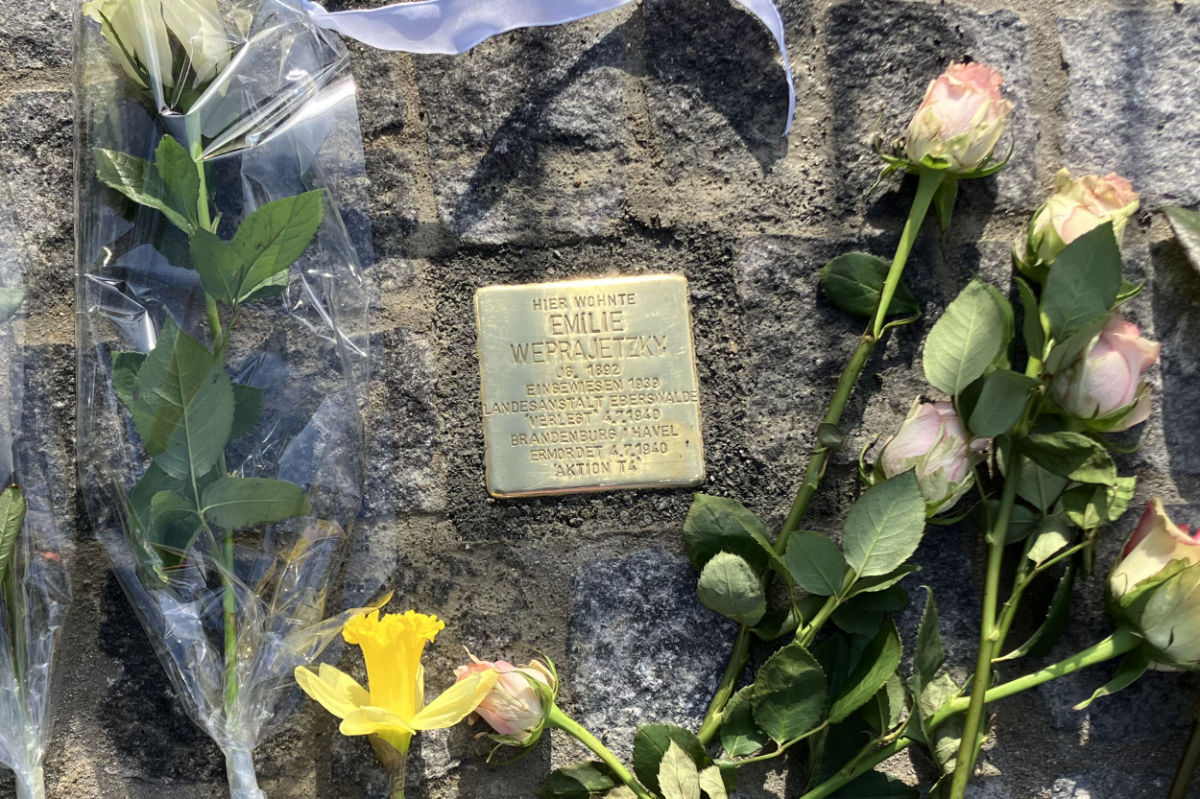 HIER WOHNTE
EMILIE
WEPRAJETZKY
JG. 1892
EINGEWIESEN 1939
LANDESANSTALT EBERSWALDE
VERLEGT 4.7.1940
BRANDENBURG / HAVEL
ERMORDET 4.7.1940
'AKTION T4'